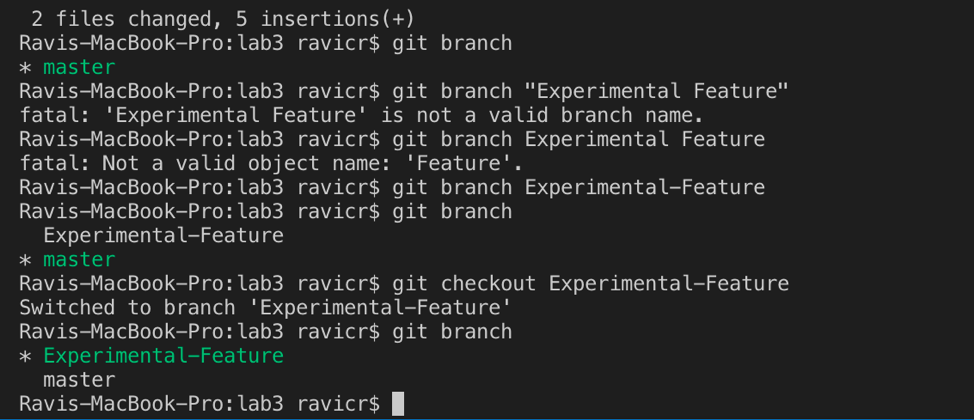 2 files changed, 5 insertions(+)
Ravis-MacBook-Pro:lab3 ravicr$ git branch
* master
Ravis-MacBook-Pro:lab3 ravicr$ git branch "Experimental Feature"
fatal: 'Experimental Feature' is not a valid branch name.
Ravis-MacBook-Pro:lab3 ravicr$ git branch Experimental Feature
fatal: Not a valid object name: 'Feature'.
Ravis-MacBook-Pro:lab3 ravicr$ git branch Experimental-Feature
Ravis-MacBook-Pro:lab3 ravicr$ git branch
  Experimental-Feature
* master
Ravis-MacBook-Pro:lab3 ravicr$ git checkout Experimental-Feature
Switched to branch 'Experimental-Feature'
Ravis-MacBook-Pro:lab3 ravicr$ git branch
* Experimental-Feature
  master
Ravis-MacBook-Pro:lab3 ravicr$